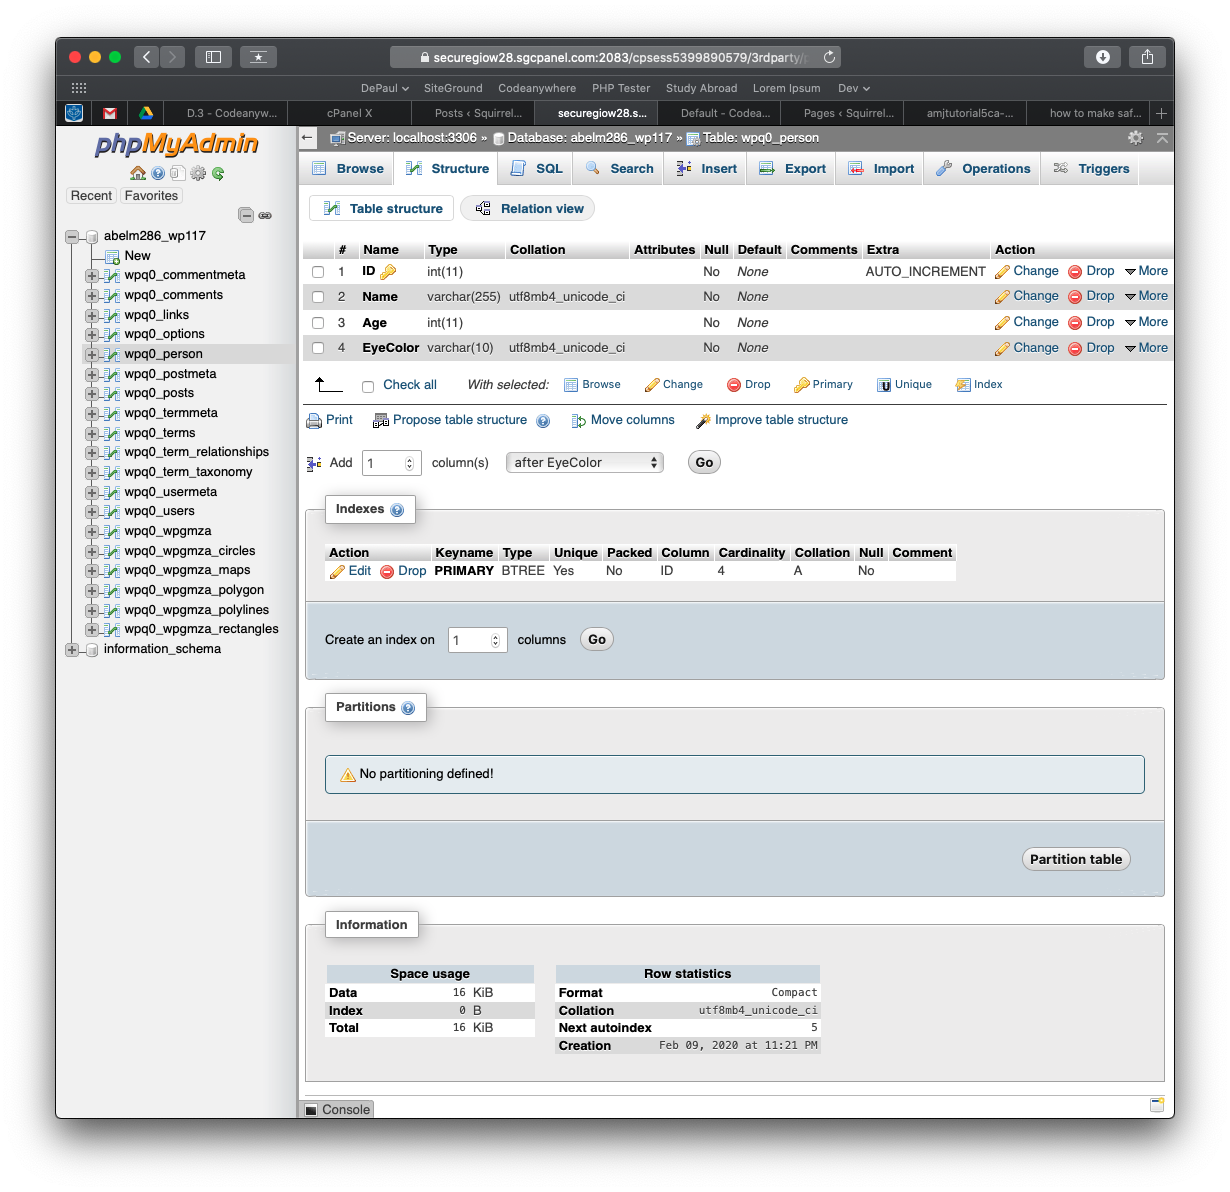 securegiow28.sgcpanel.com:2083/cpsess5399890579/3rdparty/
DePaul SiteGround Codeanywhere PHP Tester Study Abroad Lorem Ipsum Dev
D.3 – Codeanyw... cPanel X Posts ‹ Squirrel... securegiow28.s... Default - Codea... Pages ‹ Squirrel... amjtutorial5ca-... how to make saf...
phpMyAdmin
Recent Favorites
abelm286_wp117
New
wpq0_commentmeta
wpq0_comments
wpq0_links
wpq0_options
wpq0_person
wpq0_postmeta
wpq0_posts
wpq0_termmeta
wpq0_terms
wpq0_term_relationships
wpq0_term_taxonomy
wpq0_usermeta
wpq0_users
wpq0_wpgmza
wpq0_wpgmza_circles
wpq0_wpgmza_maps
wpq0_wpgmza_polygon
wpq0_wpgmza_polylines
wpq0_wpgmza_rectangles
information_schema
Server: localhost:3306 » Database: abelm286_wp117 » Table: wpq0_person
Browse Structure SQL Search Insert Export Import Operations Triggers
Table structure Relation view
# Name Type Collation Attributes Null Default Comments Extra Action
1 ID int(11) No None AUTO_INCREMENT Change Drop More
2 Name varchar(255) utf8mb4_unicode_ci No None Change Drop More
3 Age int(11) No None Change Drop More
4 EyeColor varchar(10) utf8mb4_unicode_ci No None Change Drop More
Check all With selected: Browse Change Drop Primary Unique Index
Print Propose table structure Move columns Improve table structure
Add 1 column(s) after EyeColor Go
Indexes
Action Keyname Type Unique Packed Column Cardinality Collation Null Comment
Edit Drop PRIMARY BTREE Yes No ID 4 A No
Create an index on 1 columns Go
Partitions
No partitioning defined!
Partition table
Information
Space usage
Data 16 KiB
Index 0 B
Total 16 KiB
Row statistics
Format Compact
Collation utf8mb4_unicode_ci
Next autoindex 5
Creation Feb 09, 2020 at 11:21 PM
Console